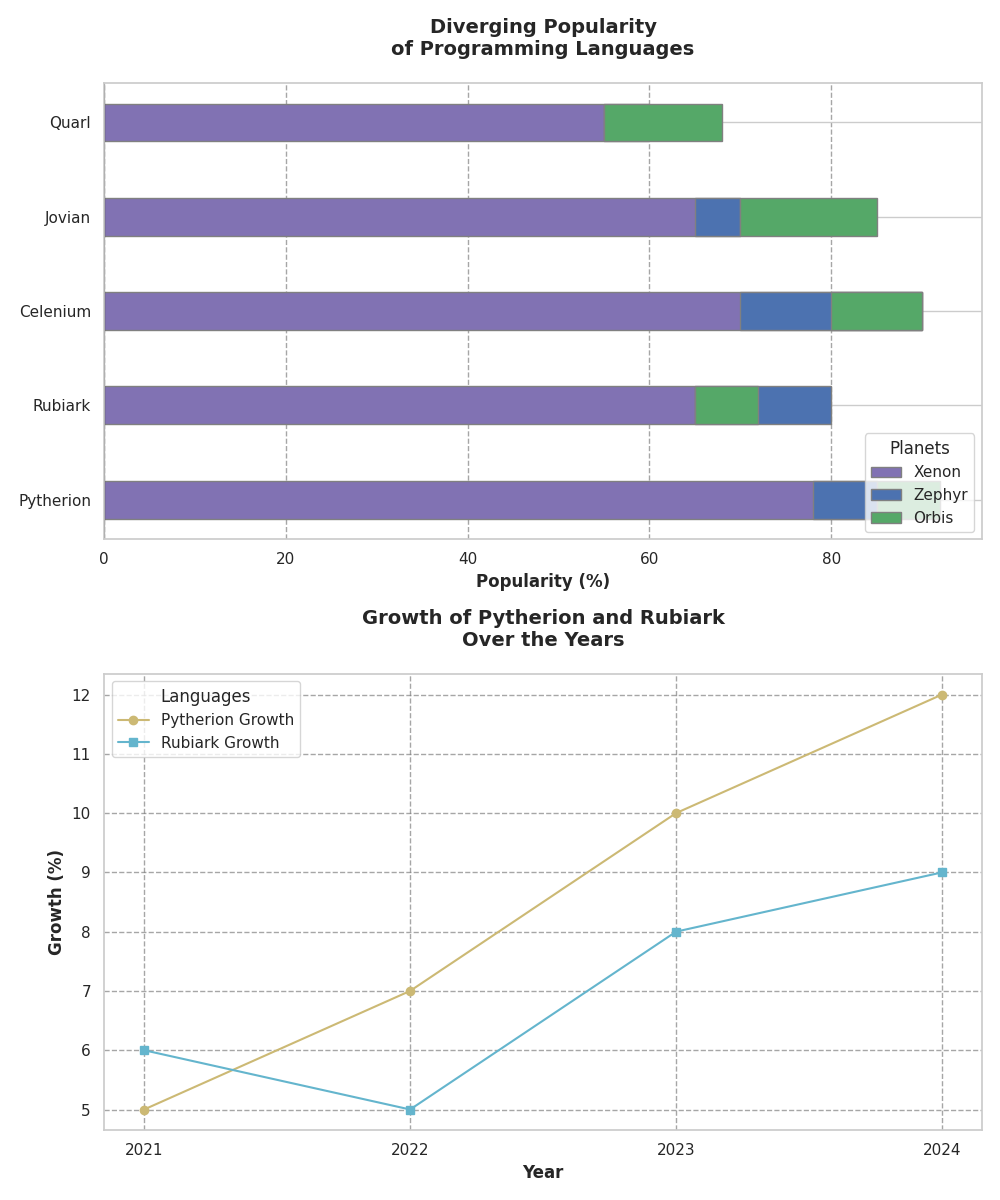 Diverging Popularity
of Programming Languages
Quarl
Jovian
Celenium
Rubiark
Pytherion
Planets
Xenon
Zephyr
Orbis
0 20 40 60 80
Popularity (%)
Growth of Pytherion and Rubiark
Over the Years
Languages
Pytherion Growth
Rubiark Growth
12
11
10
9
8
7
6
5
Growth (%)
2021 2022 2023 2024
Year